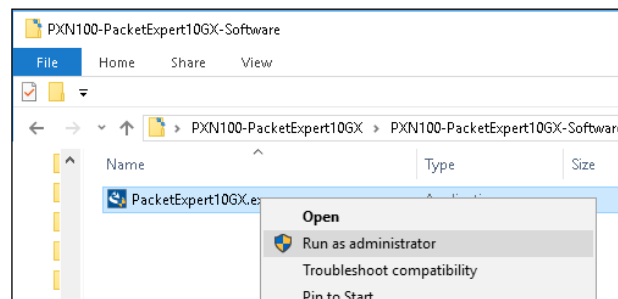 PXN100-PacketExpert10GX-Software
File Home Share View
PXN100-PacketExpert10GX > PXN100-PacketExpert10GX-Softwar
Name Type Size
PacketExpert10GX.ex
Open
Run as administrator
Troubleshoot compatibility
Pin to Start